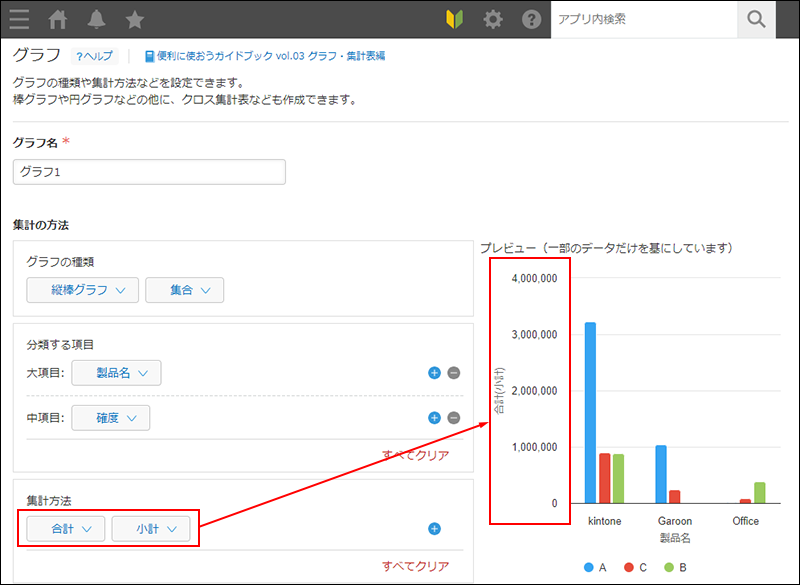 アプリ内検索
グラフ ?ヘルプ 便利に使おうガイドブック vol.03 グラフ・集計表編
グラフの種類や集計方法などを設定できます。
棒グラフや円グラフなどの他に、クロス集計表なども作成できます。
グラフ名 *
グラフ1
集計の方法
グラフの種類
縦棒グラフ 集合
分類する項目
大項目: 製品名
中項目: 確度
すべてクリア
集計方法
合計 小計
すべてクリア
プレビュー（一部のデータだけを基にしています）
4,000,000
3,000,000
2,000,000
1,000,000
0
合計(小計)
kintone Garoon Office
製品名
A C B